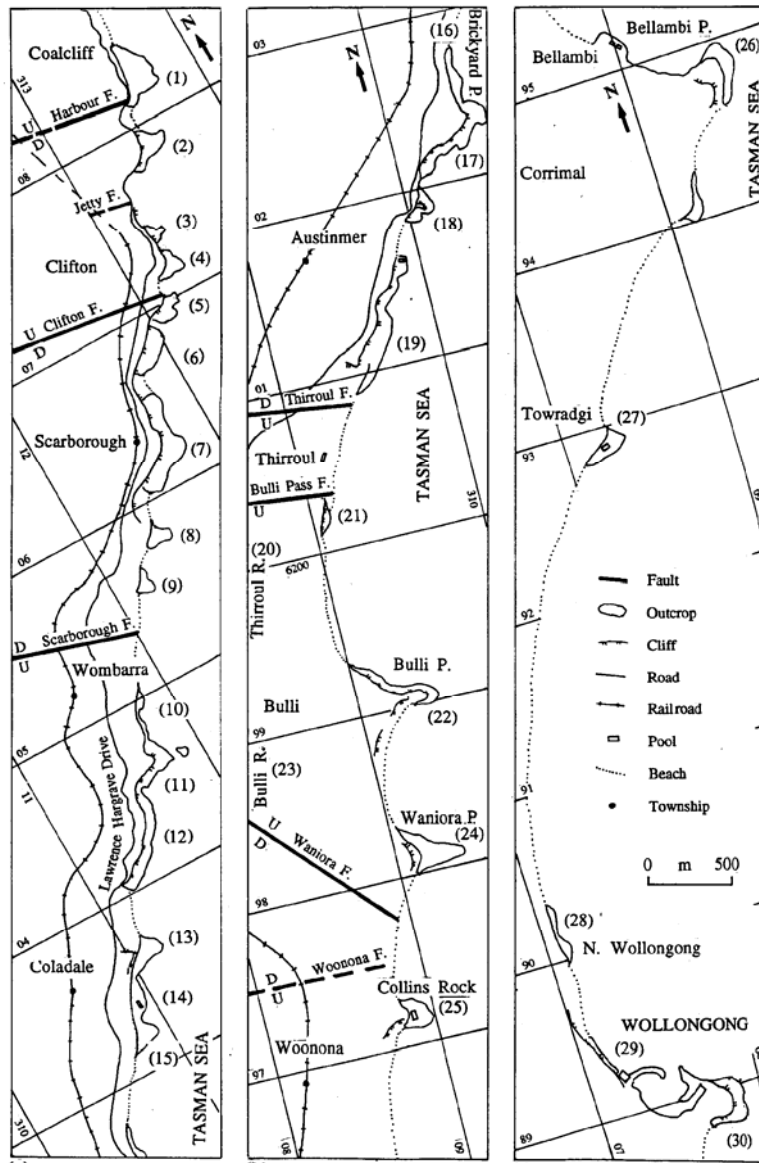 Coalcliff
(1)
313
U Harbour F.
D
N
(2)
08
Jetty F.
(3)
Clifton
(4)
(5)
U Clifton F.
D
07
(6)
Scarborough
(7)
12
(8)
06
(9)
D Scarborough F.
U
Wombarra
(10)
05
(11)
11
Lawrence Hargrave Drive
(12)
04
(13)
Coladale
(14)
(15)
TASMAN SEA
310
03
(16)
Brickyard P.
N
(17)
02
(18)
Austinmer
(19)
01
D Thirroul F.
U
TASMAN SEA
Thirroul
Bulli Pass F.
U
310
(21)
(20)
6200
Thirroul R.
Bulli P.
Bulli
(22)
99
(23)
Bulli R.
Waniora P.
(24)
U Waniora F.
D
98
D Woonona F.
U
Collins Rock
(25)
Woonona
97
08
09
Bellambi P.
Bellambi
(26)
95
N
TASMAN SEA
Corrimal
94
Towradgi
(27)
93
92
Fault
Outcrop
Cliff
Road
Railroad
91
Pool
Beach
Township
0 m 500
(28)
N. Wollongong
90
WOLLONGONG
(29)
89
07
(30)